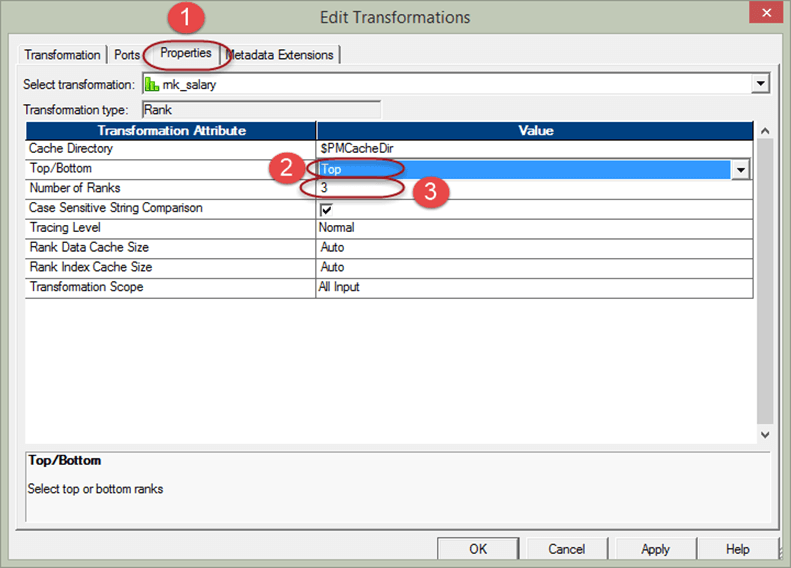 Edit Transformations
1
Transformation Ports Properties Metadata Extensions
Select transformation: rnk_salary
Transformation type: Rank
Transformation Attribute Value
Cache Directory $PMCacheDir
Top/Bottom 2 Top
Number of Ranks 3 3
Case Sensitive String Comparison
Tracing Level Normal
Rank Data Cache Size Auto
Rank Index Cache Size Auto
Transformation Scope All Input
Top/Bottom
Select top or bottom ranks
OK Cancel Apply Help